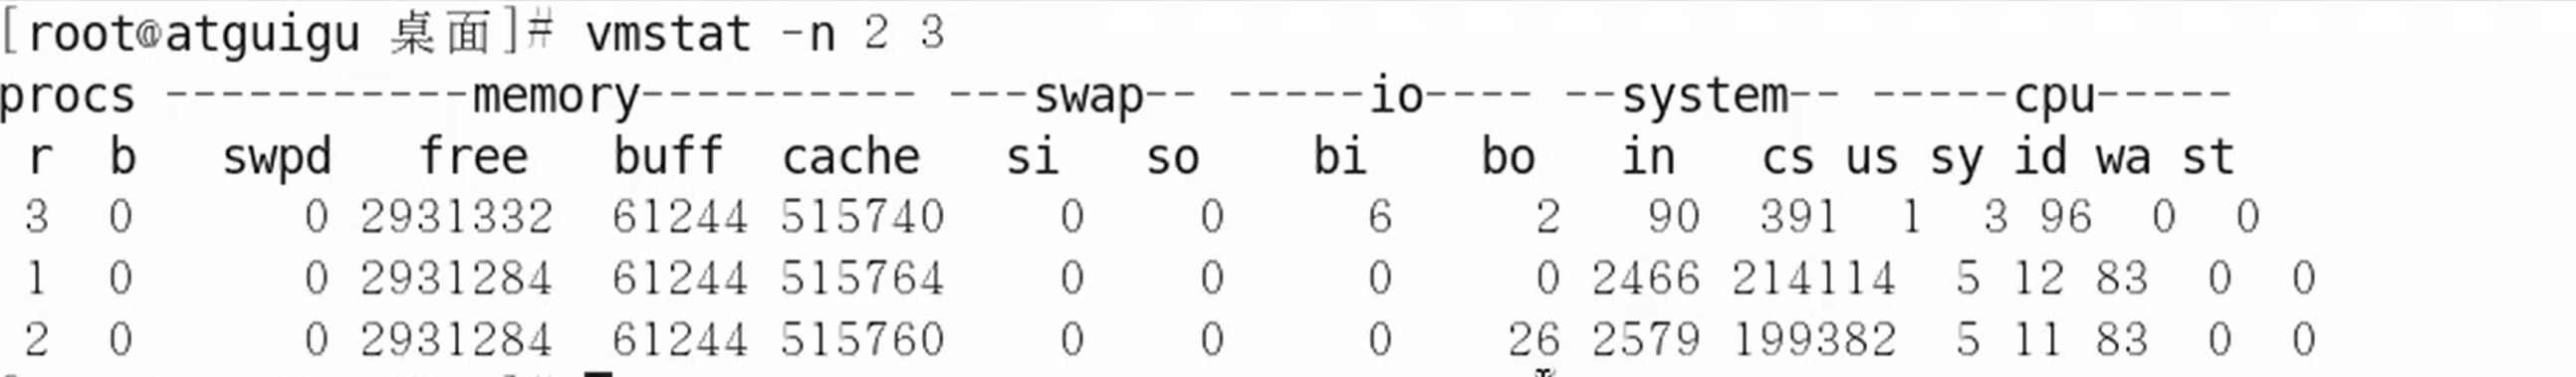 [root@atguigu 桌面]# vmstat -n 2 3
procs -----------memory---------- ---swap-- -----io---- --system-- -----cpu-----
 r  b   swpd   free   buff  cache   si   so    bi    bo   in   cs us sy id wa st
 3  0      0 2931332  61244 515740    0    0     6     2   90  391  1  3 96  0  0
 1  0      0 2931284  61244 515764    0    0     0     0 2466 214114  5 12 83  0  0
 2  0      0 2931284  61244 515760    0    0     0    26 2579 199382  5 11 83  0  0